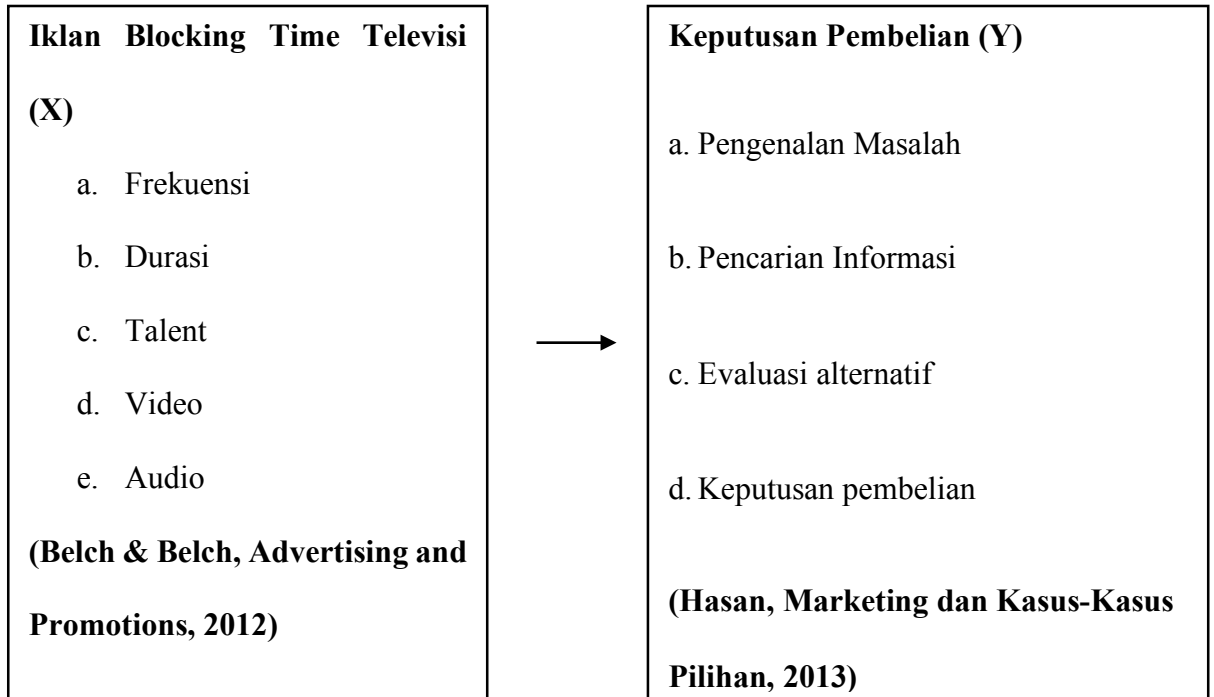 Iklan Blocking Time Televisi
(X)
a. Frekuensi
b. Durasi
c. Talent
d. Video
e. Audio
(Belch & Belch, Advertising and
Promotions, 2012)
Keputusan Pembelian (Y)
a. Pengenalan Masalah
b. Pencarian Informasi
c. Evaluasi alternatif
d. Keputusan pembelian
(Hasan, Marketing dan Kasus-Kasus
Pilihan, 2013)